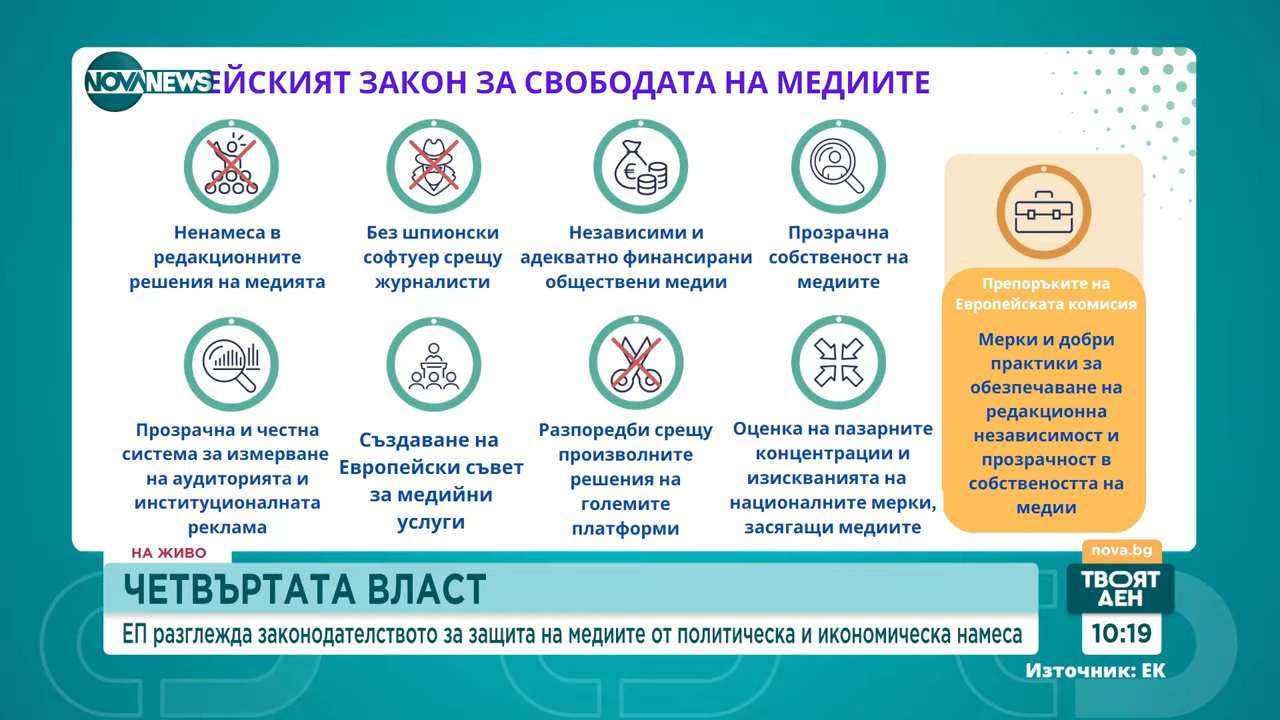 NOVANEWS
ЕЙСКИЯТ ЗАКОН ЗА СВОБОДАТА НА МЕДИИТЕ
Ненамеса в
редакционните
решения на медията
Без шпионски
софтуер срещу
журналисти
Независими и
адекватно финансирани
обществени медии
Прозрачна
собственост на
медиите
Прозрачна и честна
система за измерване
на аудиторията и
институционалната
реклама
Създаване на
Европейски съвет
за медийни
услуги
Разпоредби срещу
произволните
решения на
големите
платформи
Оценка на пазарните
концентрации и
изискванията на
националните мерки,
засягащи медиите
Препоръките на
Европейската комисия
Мерки и добри
практики за
обезпечаване на
редакционна
независимост и
прозрачност в
собствеността на
медии
НА ЖИВО
ЧЕТВЪРТАТА ВЛАСТ
ЕП разглежда законодателството за защита на медиите от политическа и икономическа намеса
nova.bg
ТВОЯТ
ДЕН
10:19
Източник: ЕК